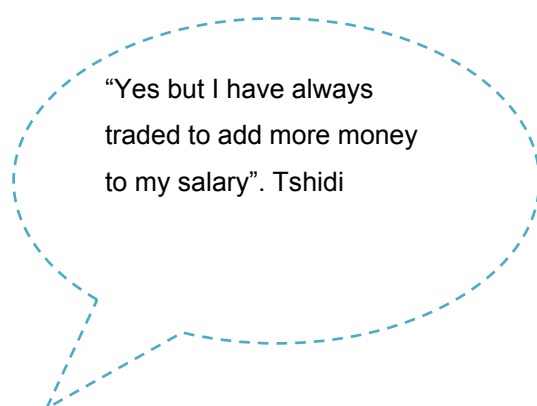 “Yes but I have always
traded to add more money
to my salary”. Tshidi